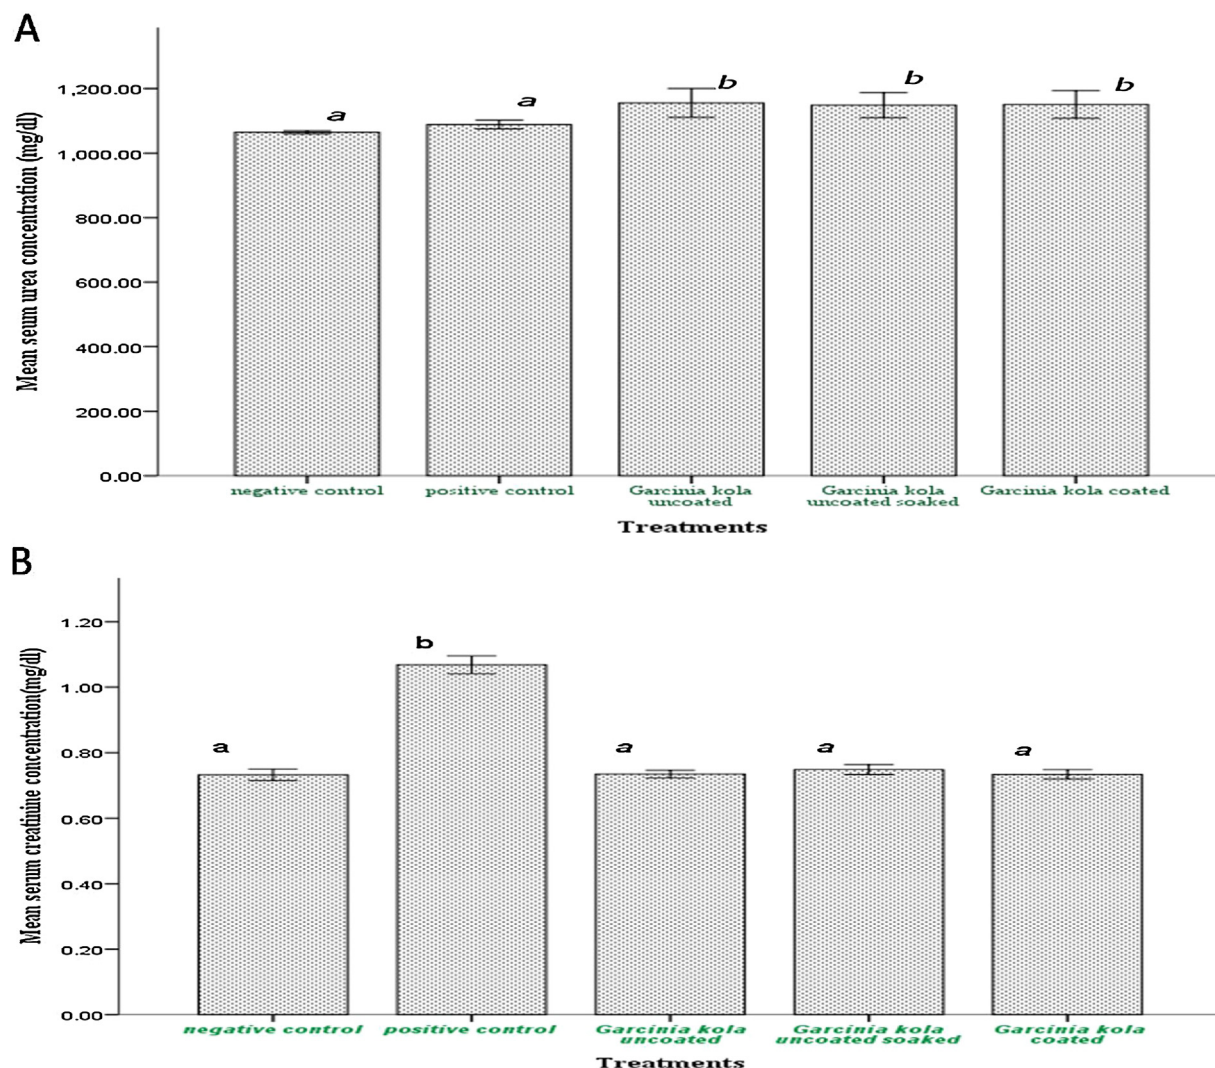 A
Mean seum urea concentration (mg/dl)
1,200.00
1,000.00
800.00
600.00
400.00
200.00
0.00
a
a
b
b
b
negative control
positive control
Garcinia kola
uncoated
Garcinia kola
uncoated soaked
Garcinia kola coated
Treatments
B
Mean serum creatinine concentration(mg/dl)
1.20
1.00
0.80
0.60
0.40
0.20
0.00
a
b
a
a
a
negative control
positive control
Garcinia kola
uncoated
Garcinia kola
uncoated soaked
Garcinia kola
coated
Treatments